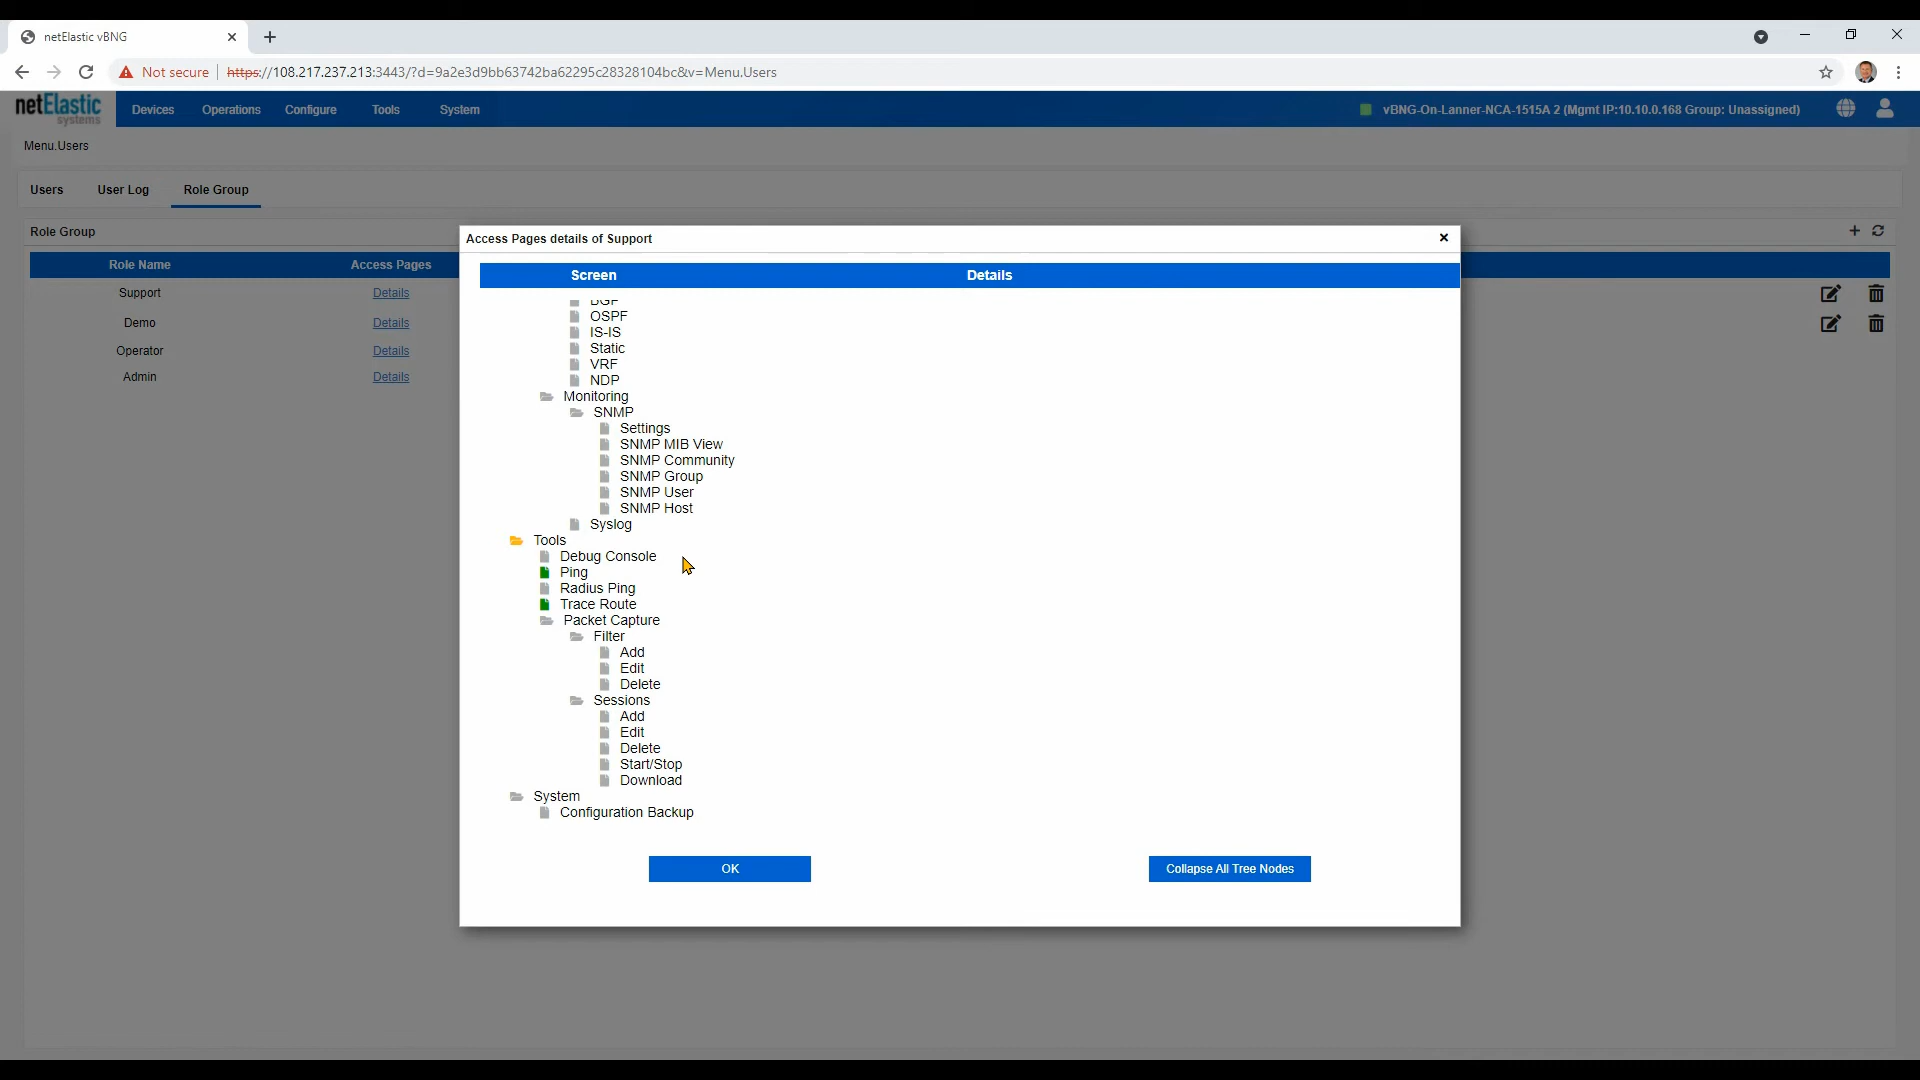 netElastic vBNG
Not secure
https://108.217.237.213:3443/?d=9a2e3d9bb63742ba62295c28328104bc&v=Menu.Users
netElastic
systems
Devices Operations Configure Tools System
vBNG-On-Lanner-NCA-1515A 2 (Mgmt IP:10.10.0.168 Group: Unassigned)
Menu.Users
Users User Log Role Group
Role Group
Role Name Access Pages
Support Details
Demo Details
Operator Details
Admin Details
Access Pages details of Support
Screen Details
BGP
OSPF
IS-IS
Static
VRF
NDP
Monitoring
SNMP
Settings
SNMP MIB View
SNMP Community
SNMP Group
SNMP User
SNMP Host
Syslog
Tools
Debug Console
Ping
Radius Ping
Trace Route
Packet Capture
Filter
Add
Edit
Delete
Sessions
Add
Edit
Delete
Start/Stop
Download
System
Configuration Backup
OK
Collapse All Tree Nodes